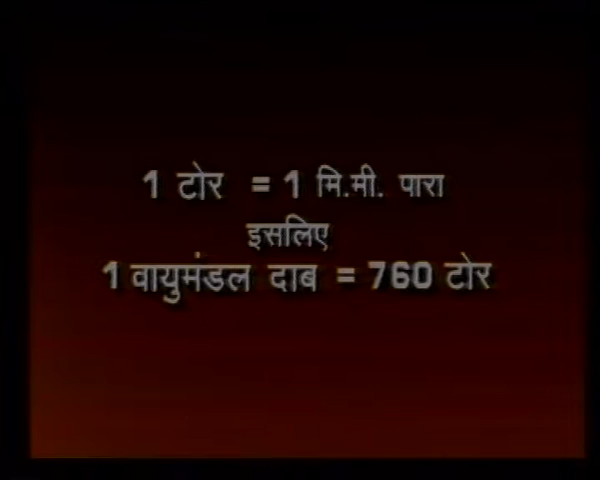 1 टोर = 1 मि.मी. पारा
इसलिए
1 वायुमंडल दाब = 760 टोर